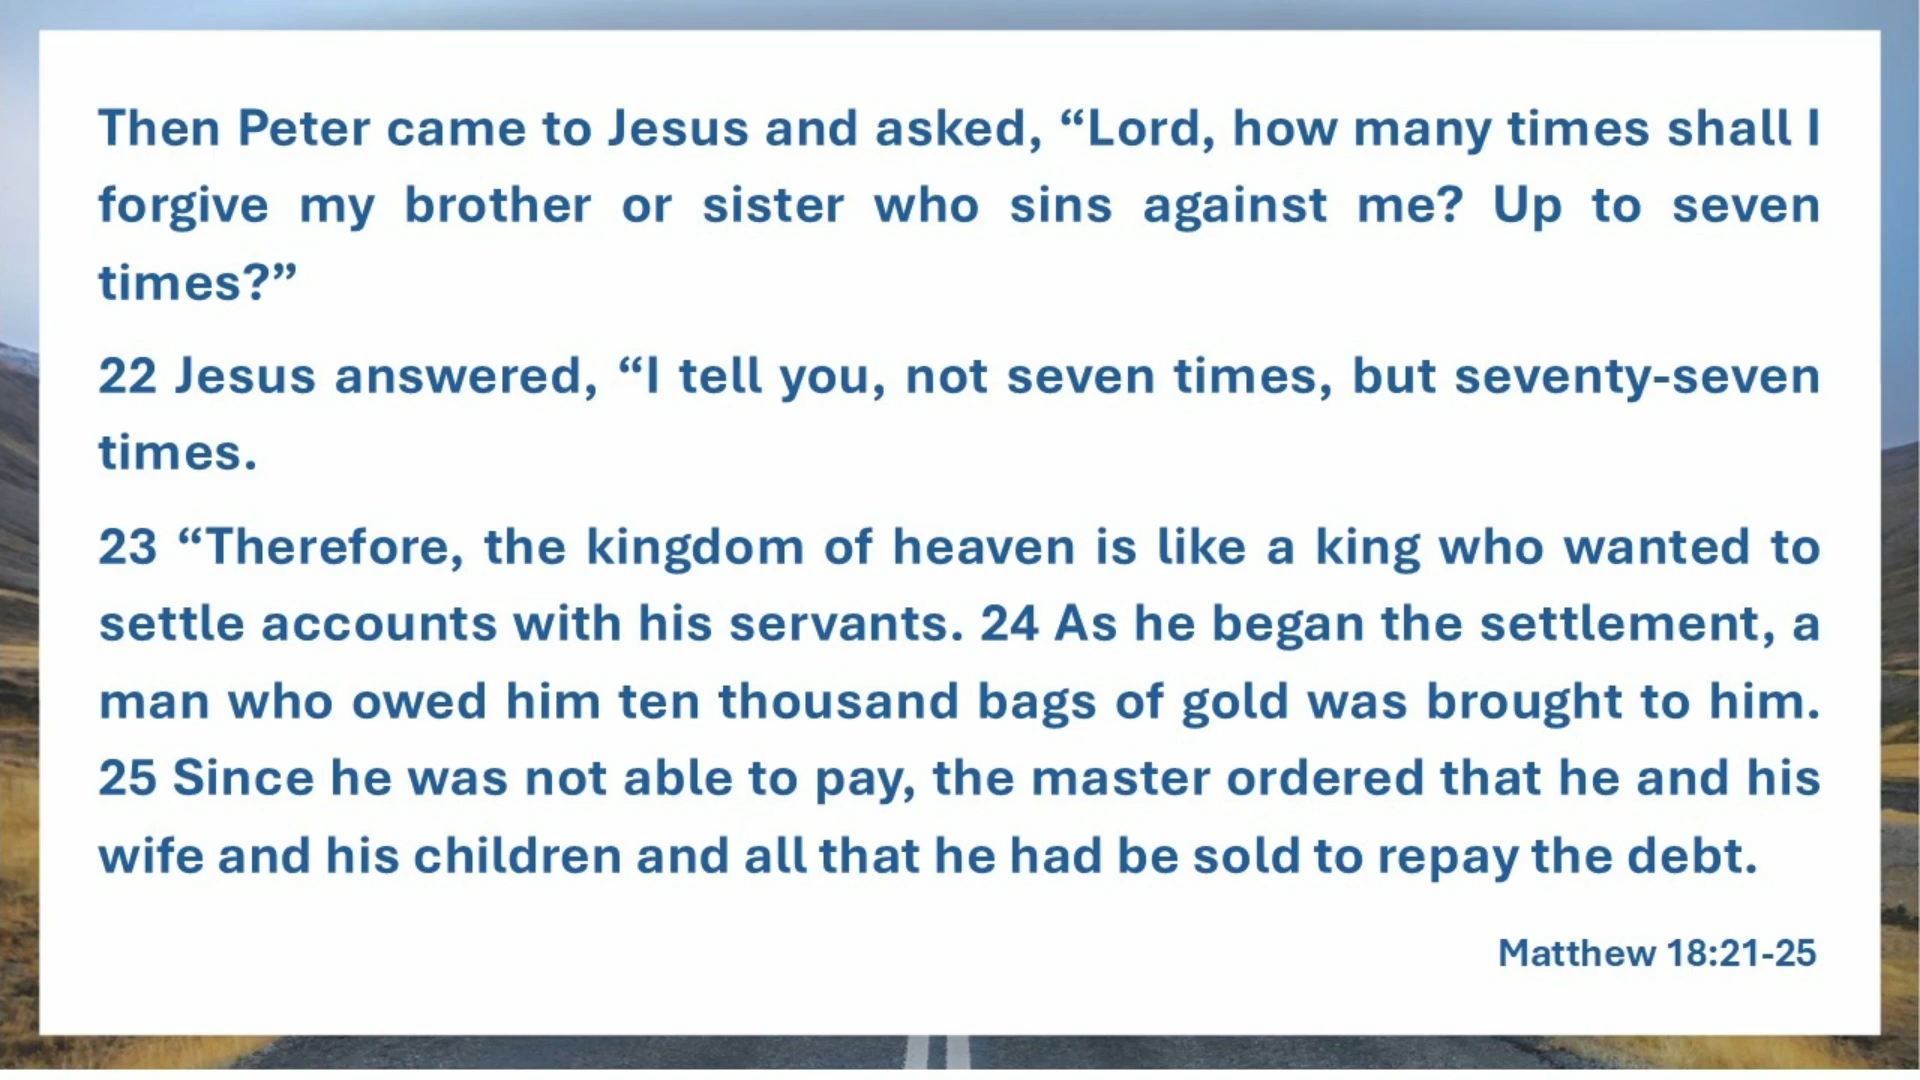 Then Peter came to Jesus and asked, “Lord, how many times shall I
forgive my brother or sister who sins against me? Up to seven
times?”
22 Jesus answered, “I tell you, not seven times, but seventy-seven
times.
23 “Therefore, the kingdom of heaven is like a king who wanted to
settle accounts with his servants. 24 As he began the settlement, a
man who owed him ten thousand bags of gold was brought to him.
25 Since he was not able to pay, the master ordered that he and his
wife and his children and all that he had be sold to repay the debt.
Matthew 18:21-25